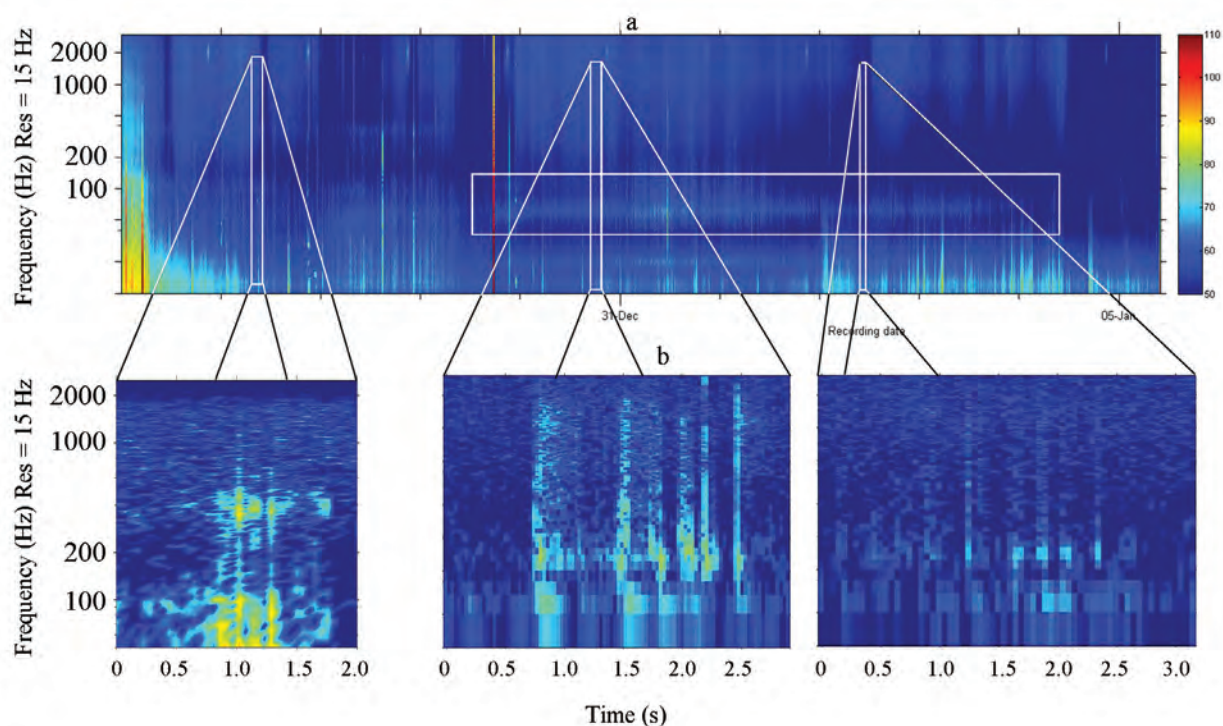 a
Frequency (Hz) Res = 15 Hz
2000
1000
200
100
110
100
90
80
70
60
50
31-Dec
05-Jan
Recording date
b
Frequency (Hz) Res = 15 Hz
2000
1000
200
100
0 0.5 1.0 1.5 2.0
0 0.5 1.0 1.5 2.0 2.5
0 0.5 1.0 1.5 2.0 2.5 3.0
Time (s)